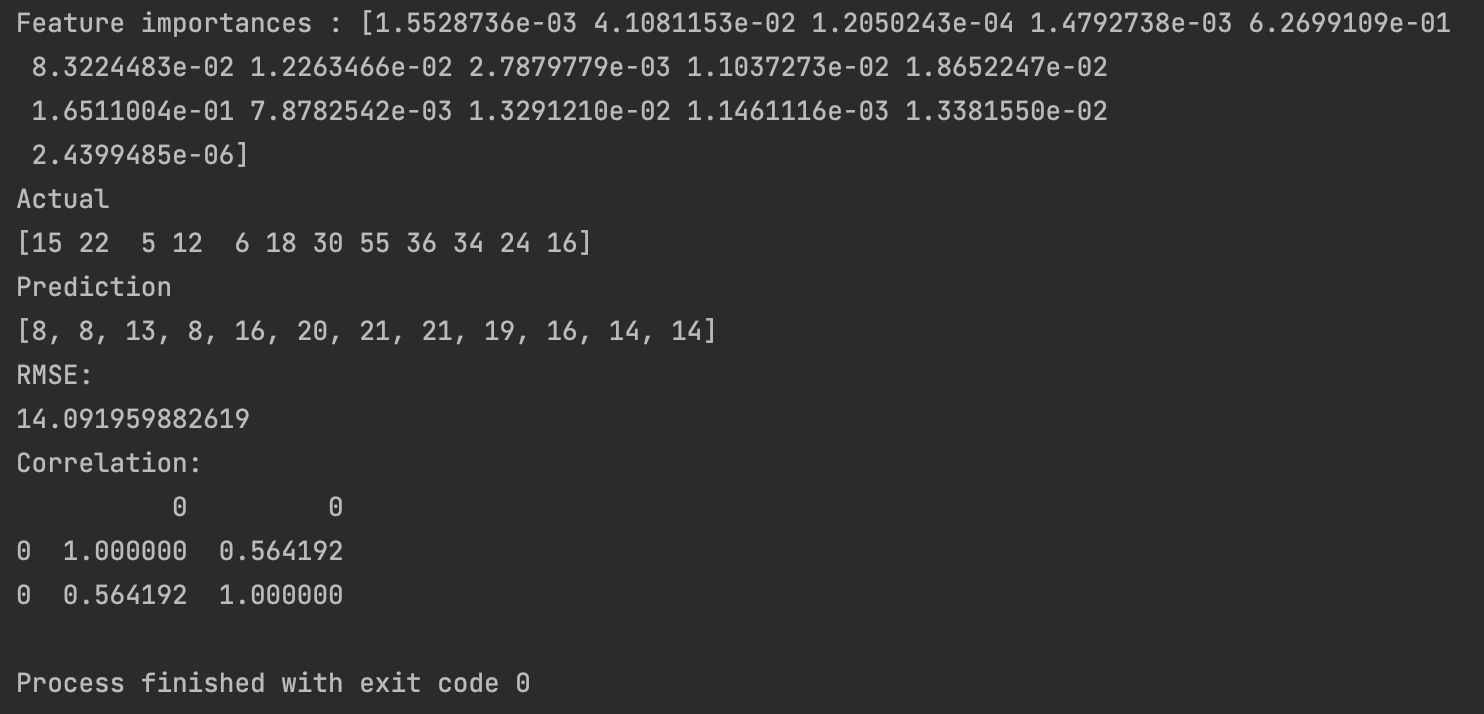 Feature importances : [1.5528736e-03 4.1081153e-02 1.2050243e-04 1.4792738e-03 6.2699109e-01
 8.3224483e-02 1.2263466e-02 2.7879779e-03 1.1037273e-02 1.8652247e-02
 1.6511004e-01 7.8782542e-03 1.3291210e-02 1.1461116e-03 1.3381550e-02
 2.4399485e-06]
Actual
[15 22  5 12  6 18 30 55 36 34 24 16]
Prediction
[8, 8, 13, 8, 16, 20, 21, 21, 19, 16, 14, 14]
RMSE:
14.091959882619
Correlation:
          0         0
0  1.000000  0.564192
0  0.564192  1.000000
Process finished with exit code 0